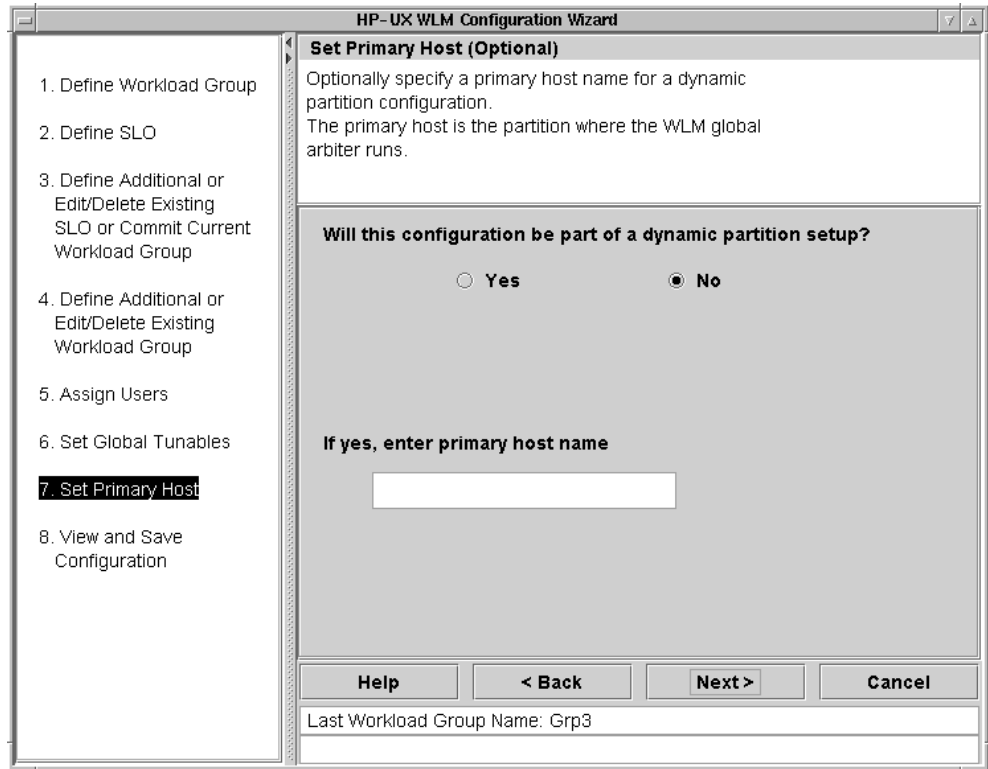 HP-UX WLM Configuration Wizard
1. Define Workload Group
2. Define SLO
3. Define Additional or
Edit/Delete Existing
SLO or Commit Current
Workload Group
4. Define Additional or
Edit/Delete Existing
Workload Group
5. Assign Users
6. Set Global Tunables
7. Set Primary Host
8. View and Save
Configuration
Set Primary Host (Optional)
Optionally specify a primary host name for a dynamic
partition configuration.
The primary host is the partition where the WLM global
arbiter runs.
Will this configuration be part of a dynamic partition setup?
Yes No
If yes, enter primary host name
Help < Back Next > Cancel
Last Workload Group Name: Grp3